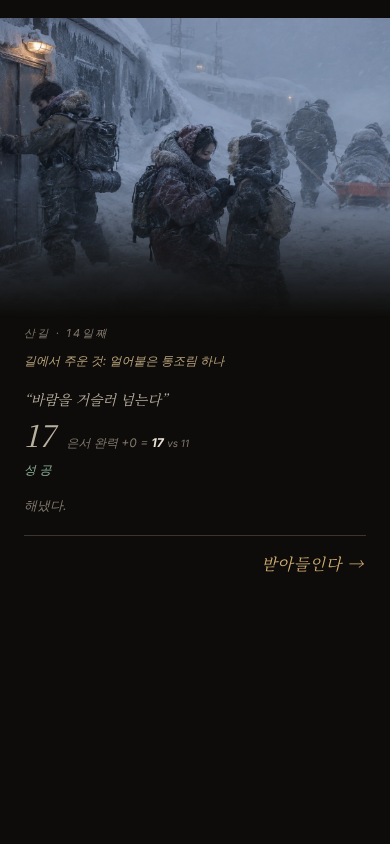 산길 · 14일째
길에서 주운 것: 얼어붙은 통조림 하나
“바람을 거슬러 넘는다”
17 은서 완력 +0 = 17 vs 11
성공
해냈다.
받아들인다 →